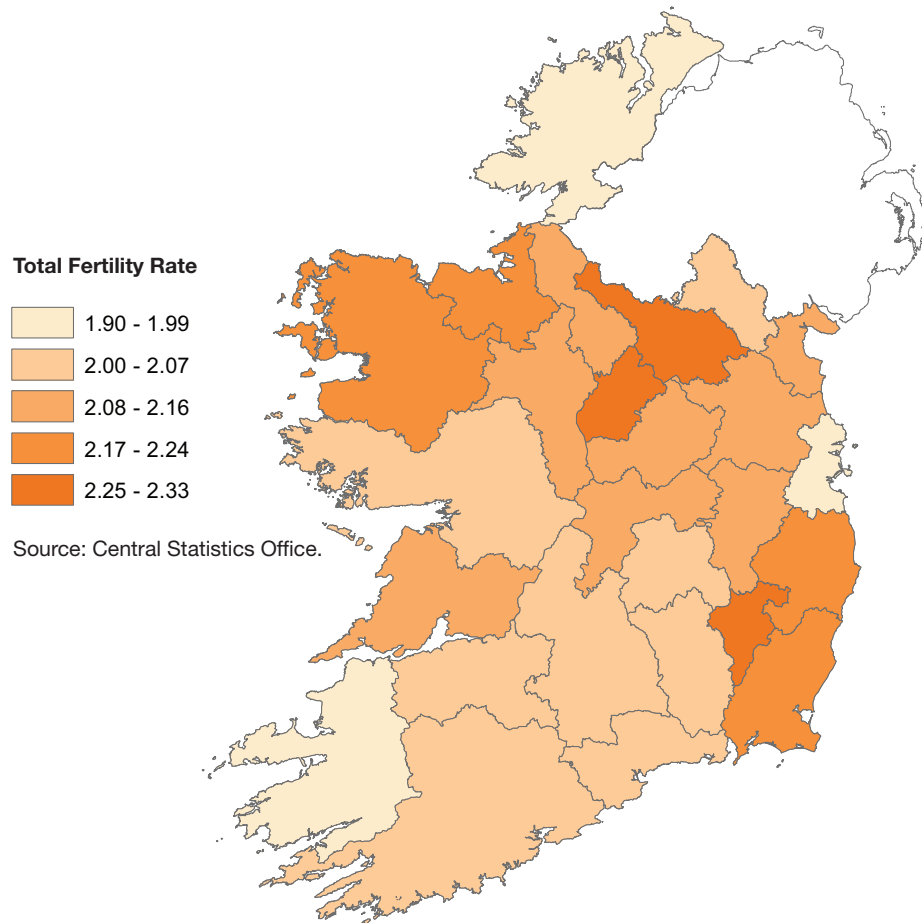 Total Fertility Rate
1.90 - 1.99
2.00 - 2.07
2.08 - 2.16
2.17 - 2.24
2.25 - 2.33
Source: Central Statistics Office.